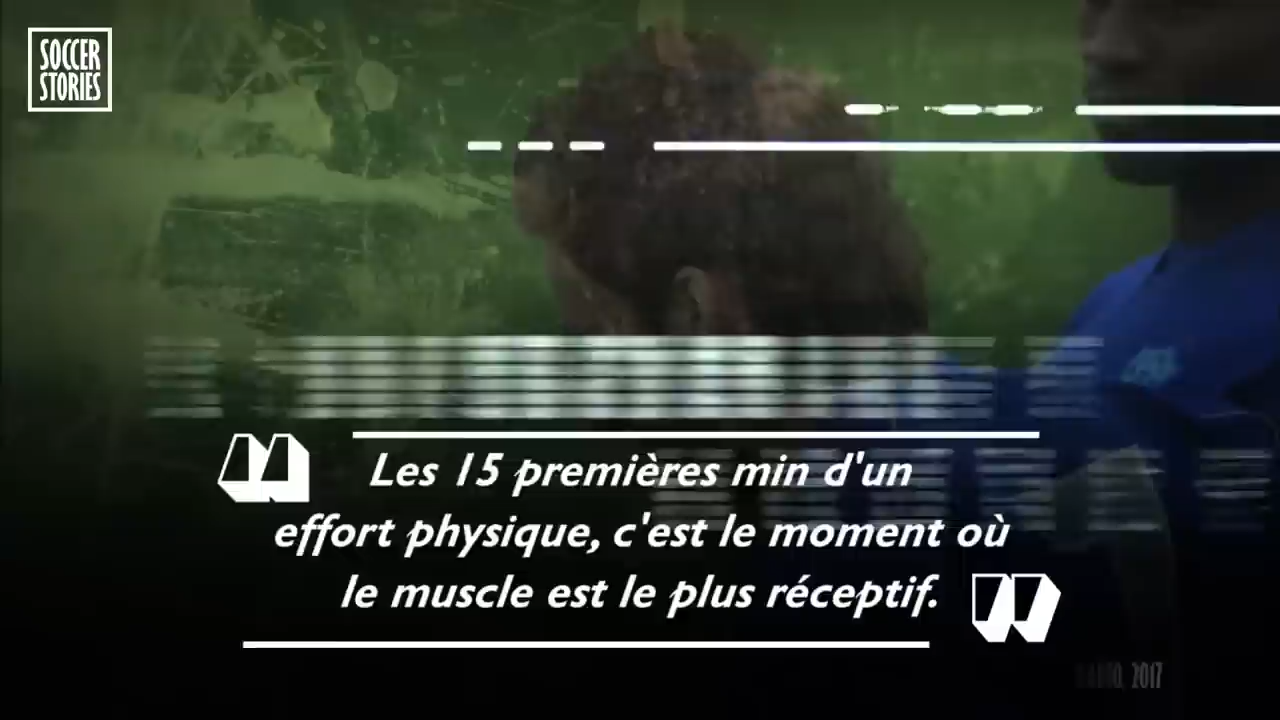 SOCCER
STORIES
Les 15 premières min d'un
effort physique, c'est le moment où
le muscle est le plus réceptif.
2017